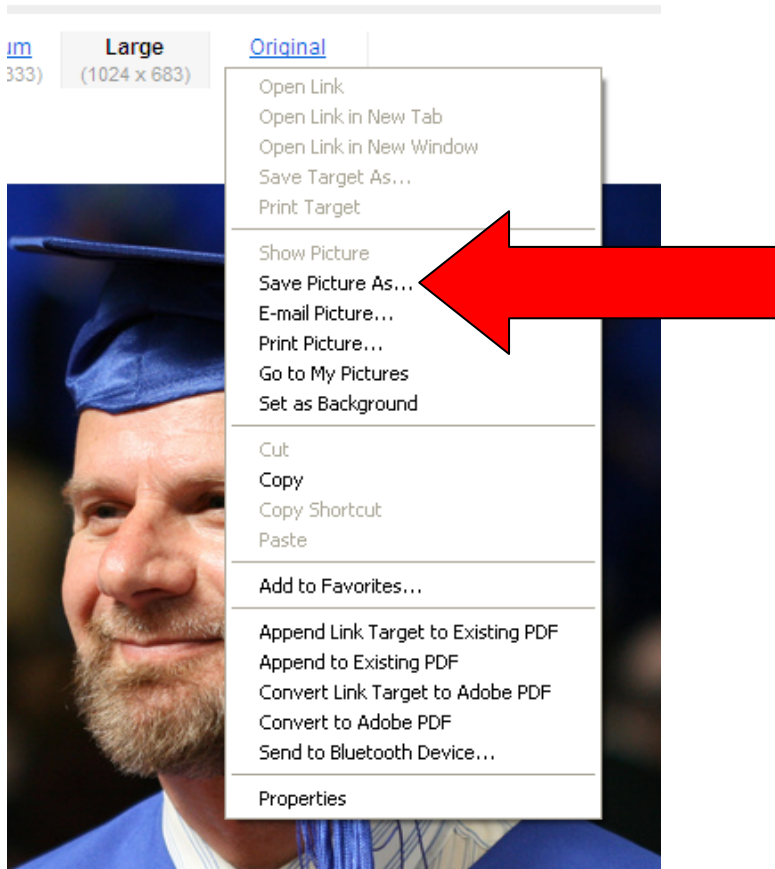 um Large Original
333) (1024 x 683)
Open Link
Open Link in New Tab
Open Link in New Window
Save Target As...
Print Target
Show Picture
Save Picture As...
E-mail Picture...
Print Picture...
Go to My Pictures
Set as Background
Cut
Copy
Copy Shortcut
Paste
Add to Favorites...
Append Link Target to Existing PDF
Append to Existing PDF
Convert Link Target to Adobe PDF
Convert to Adobe PDF
Send to Bluetooth Device...
Properties